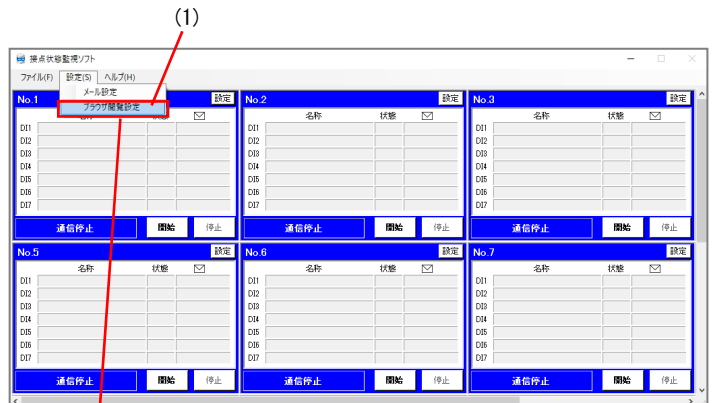 (1)
接点状態監視ソフト
ファイル(F) 設定(S) ヘルプ(H)
メール設定
ブラウザ開発設定
No.1 設定
名称 状態
DI1
DI2
DI3
DI4
DI5
DI6
DI7
通信停止 開始 停止
No.2 設定
名称 状態
DI1
DI2
DI3
DI4
DI5
DI6
DI7
通信停止 開始 停止
No.3 設定
名称 状態
DI1
DI2
DI3
DI4
DI5
DI6
DI7
通信停止 開始 停止
No.5 設定
名称 状態
DI1
DI2
DI3
DI4
DI5
DI6
DI7
通信停止 開始 停止
No.6 設定
名称 状態
DI1
DI2
DI3
DI4
DI5
DI6
DI7
通信停止 開始 停止
No.7 設定
名称 状態
DI1
DI2
DI3
DI4
DI5
DI6
DI7
通信停止 開始 停止